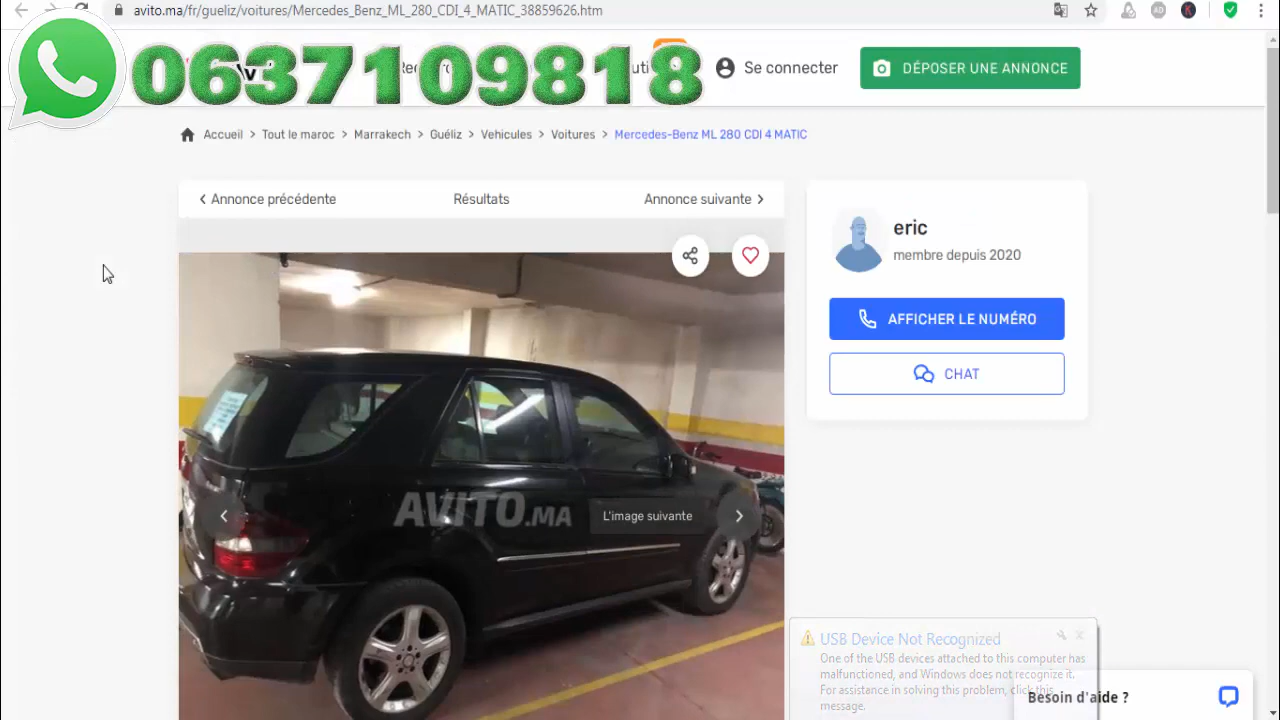 avito.ma/fr/gueliz/voitures/Mercedes_Benz_ML_280_CDI_4_MATIC_38859626.htm
0637109818
Se connecter
DÉPOSER UNE ANNONCE
Accueil > Tout le maroc > Marrakech > Guéliz > Vehicules > Voitures > Mercedes-Benz ML 280 CDI 4 MATIC
Annonce précédente
Résultats
Annonce suivante
eric
membre depuis 2020
AFFICHER LE NUMÉRO
CHAT
AVITO.MA
L'image suivante
USB Device Not Recognized
One of the USB devices attached to this computer has
malfunctioned, and Windows does not recognize it.
For assistance in solving this problem, click this
message.
Besoin d'aide ?